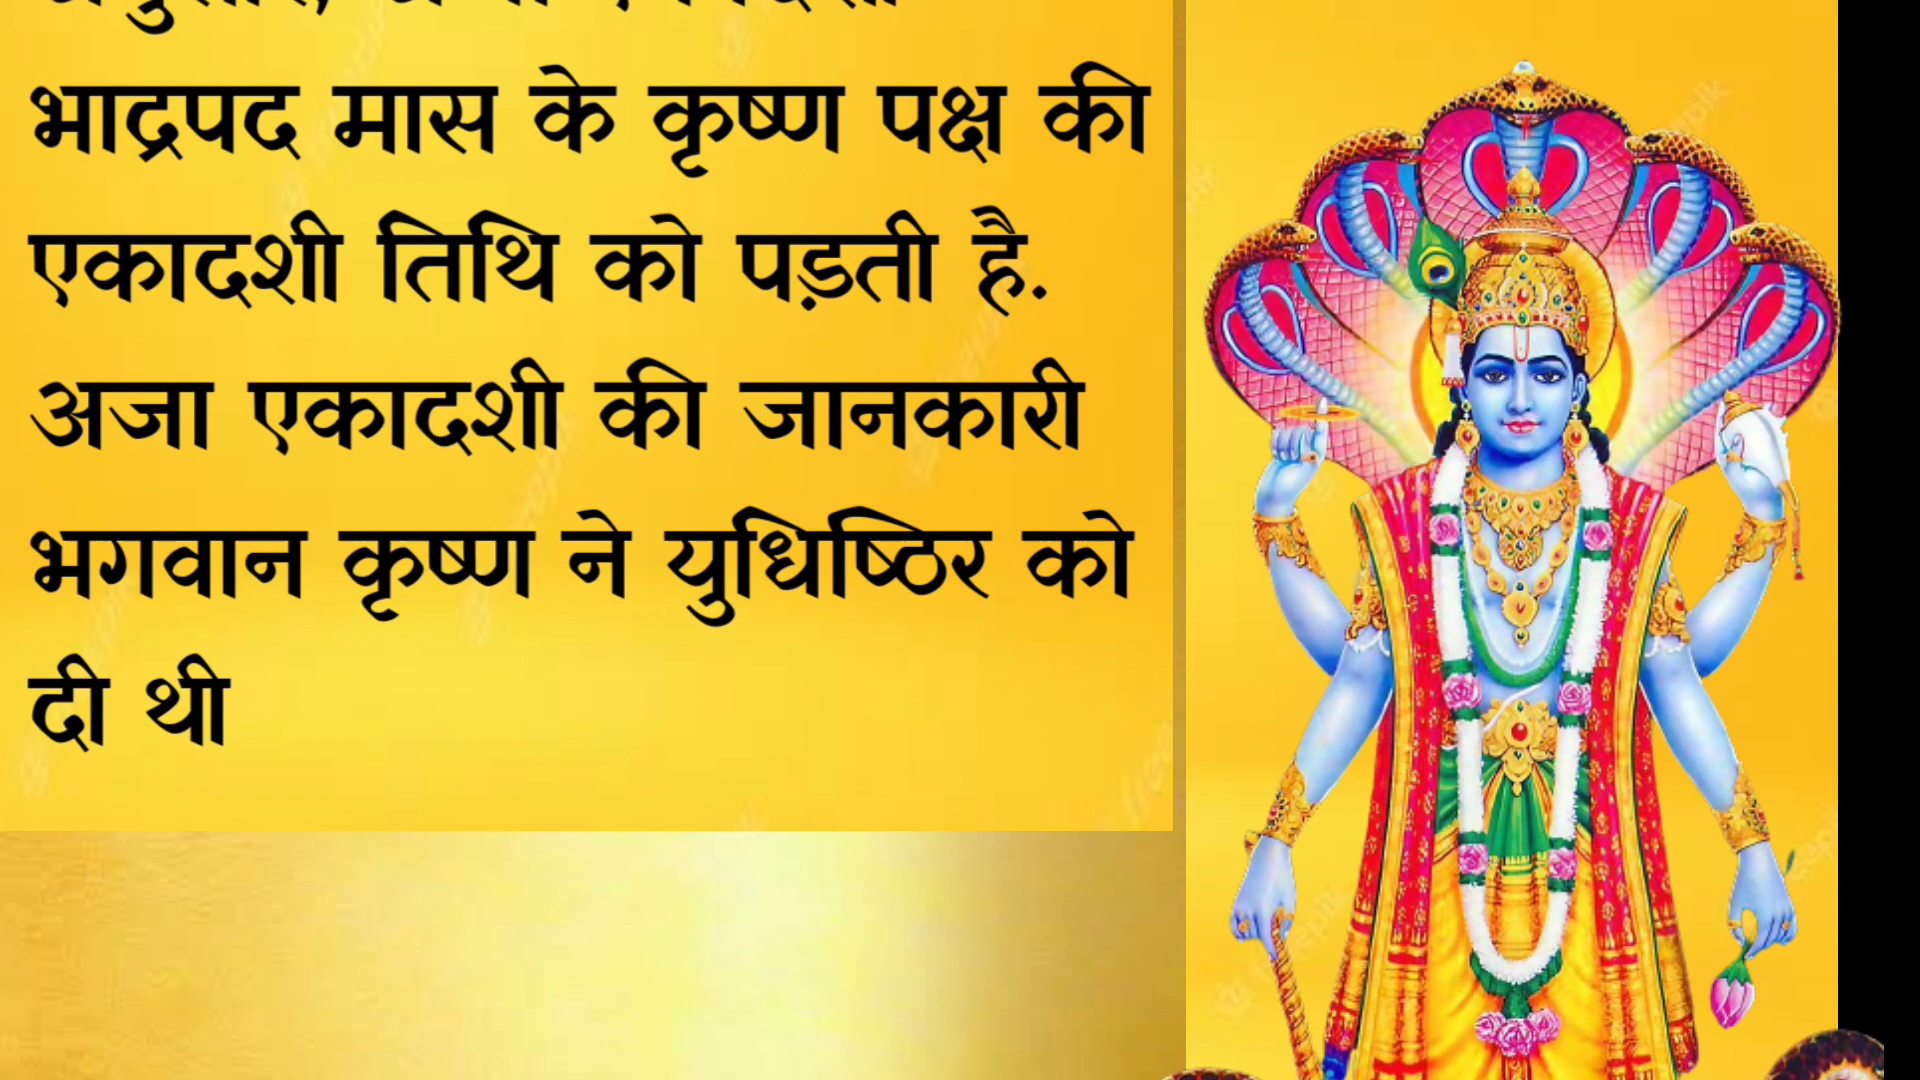 भाद्रपद मास के कृष्ण पक्ष की
एकादशी तिथि को पड़ती है.
अजा एकादशी की जानकारी
भगवान कृष्ण ने युधिष्ठिर को
दी थी